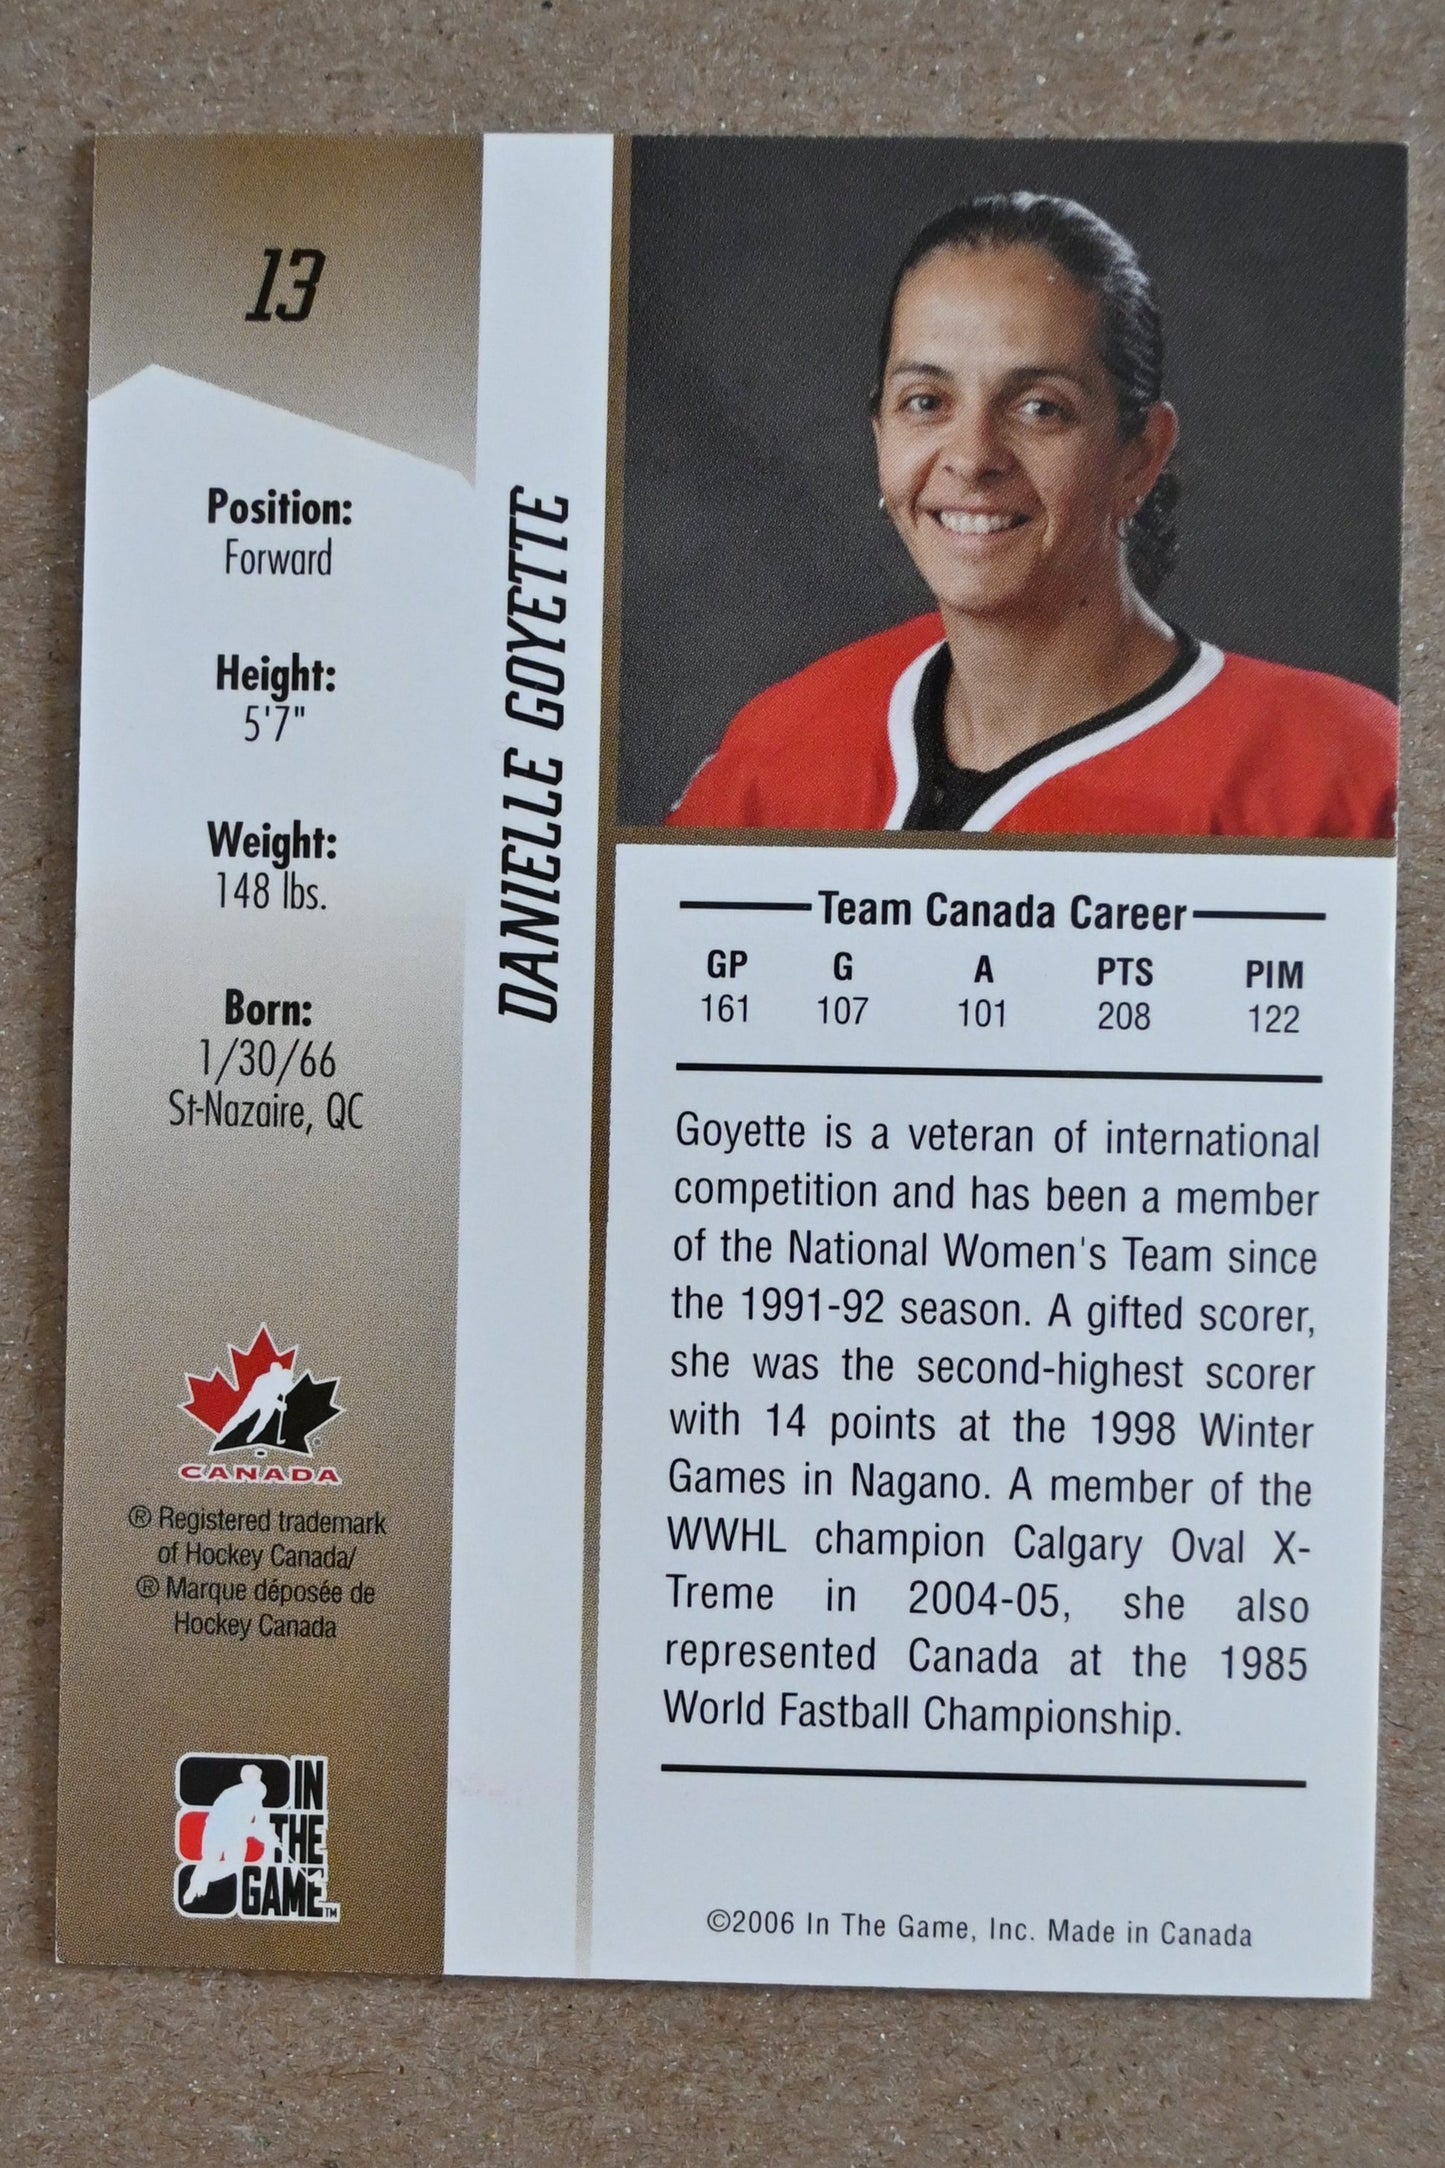 13
Position:
Forward
Height:
5'7"
Weight:
148 lbs.
Born:
1/30/66
St-Nazaire, QC
CANADA
® Registered trademark
of Hockey Canada/
® Marque déposée de
Hockey Canada
IN
THE
GAME™
DANIELLE GOYETTE
Team Canada Career
GP G A PTS PIM
161 107 101 208 122
Goyette is a veteran of international
competition and has been a member
of the National Women's Team since
the 1991-92 season. A gifted scorer,
she was the second-highest scorer
with 14 points at the 1998 Winter
Games in Nagano. A member of the
WWHL champion Calgary Oval X-
Treme in 2004-05, she also
represented Canada at the 1985
World Fastball Championship.
©2006 In The Game, Inc. Made in Canada